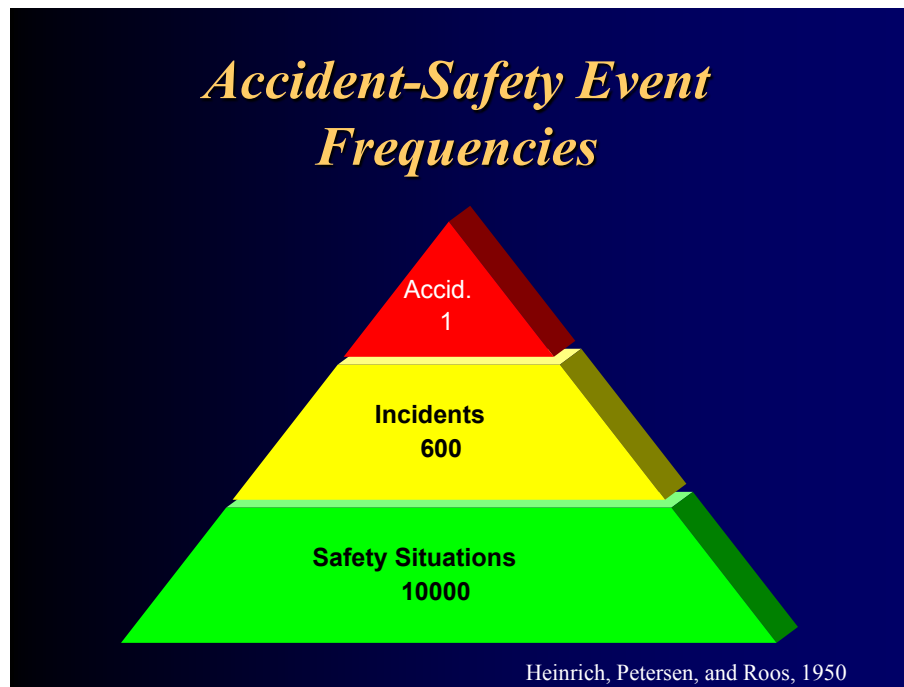 Accident-Safety Event
Frequencies
Accid.
1
Incidents
600
Safety Situations
10000
Heinrich, Petersen, and Roos, 1950